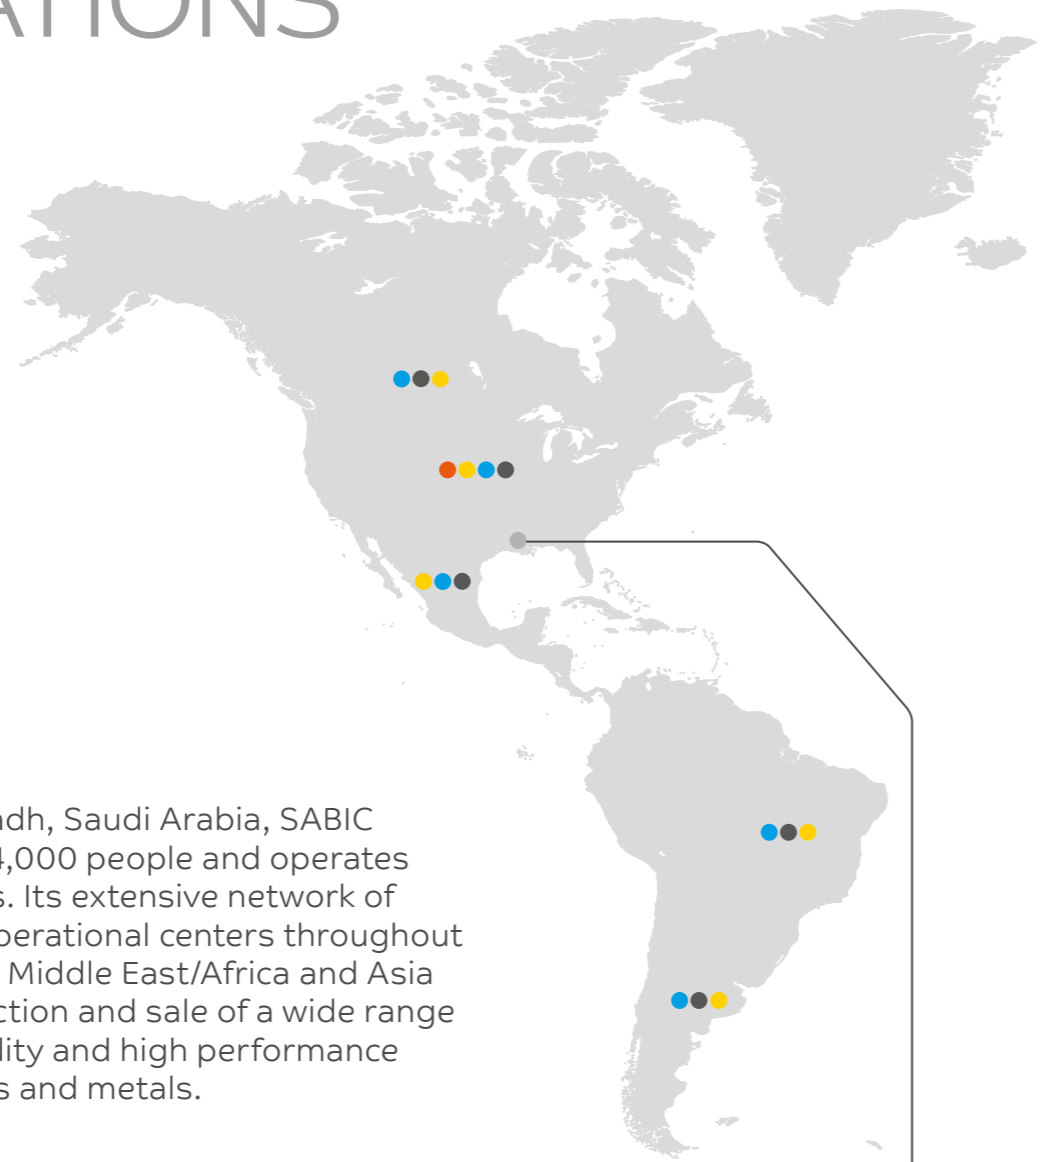 ATIONS
adh, Saudi Arabia, SABIC
4,000 people and operates
s. Its extensive network of
perational centers throughout
Middle East/Africa and Asia
ction and sale of a wide range
lity and high performance
s and metals.